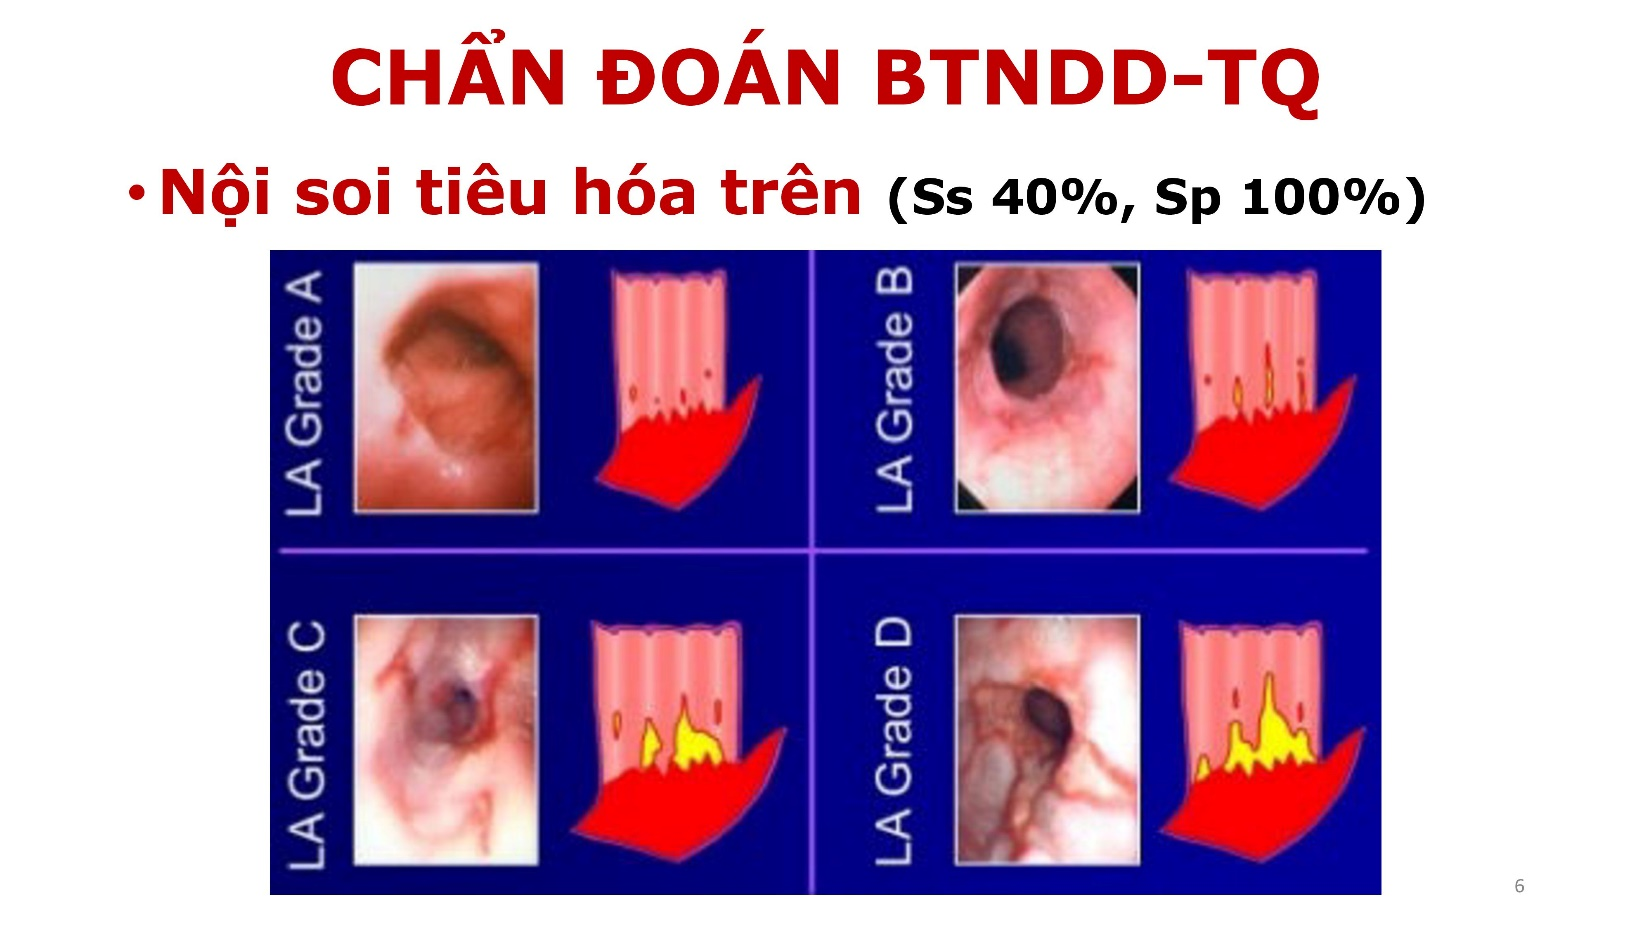 CHẨN ĐOÁN BTNDD-TQ
• Nội soi tiêu hóa trên (Ss 40%, Sp 100%)
LA Grade A
LA Grade B
LA Grade C
LA Grade D
6